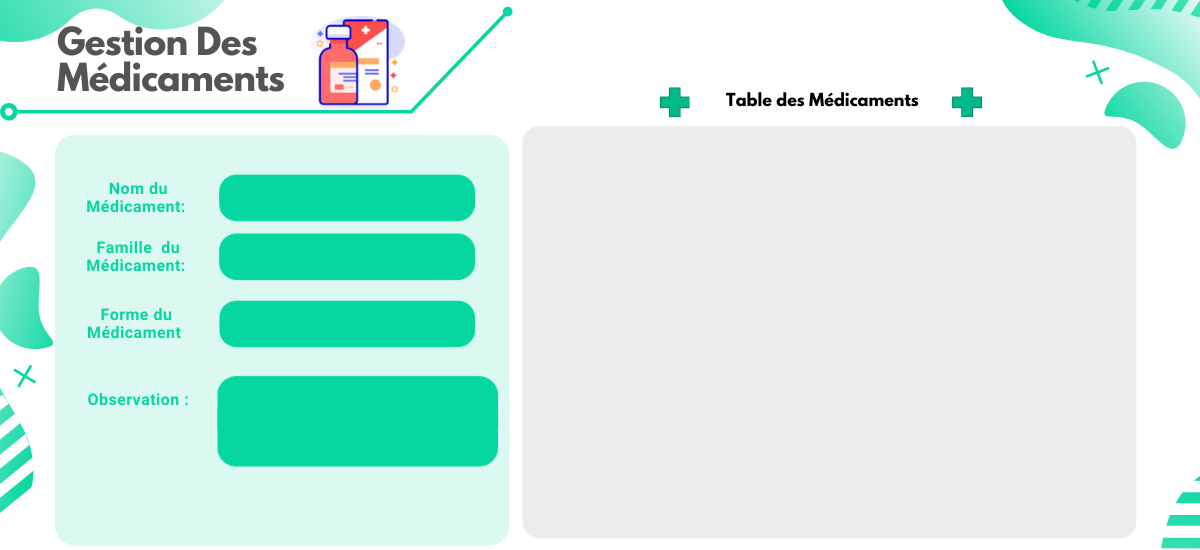 Gestion Des
Médicaments
Table des Médicaments
Nom du
Médicament:
Famille du
Médicament:
Forme du
Médicament
Observation :